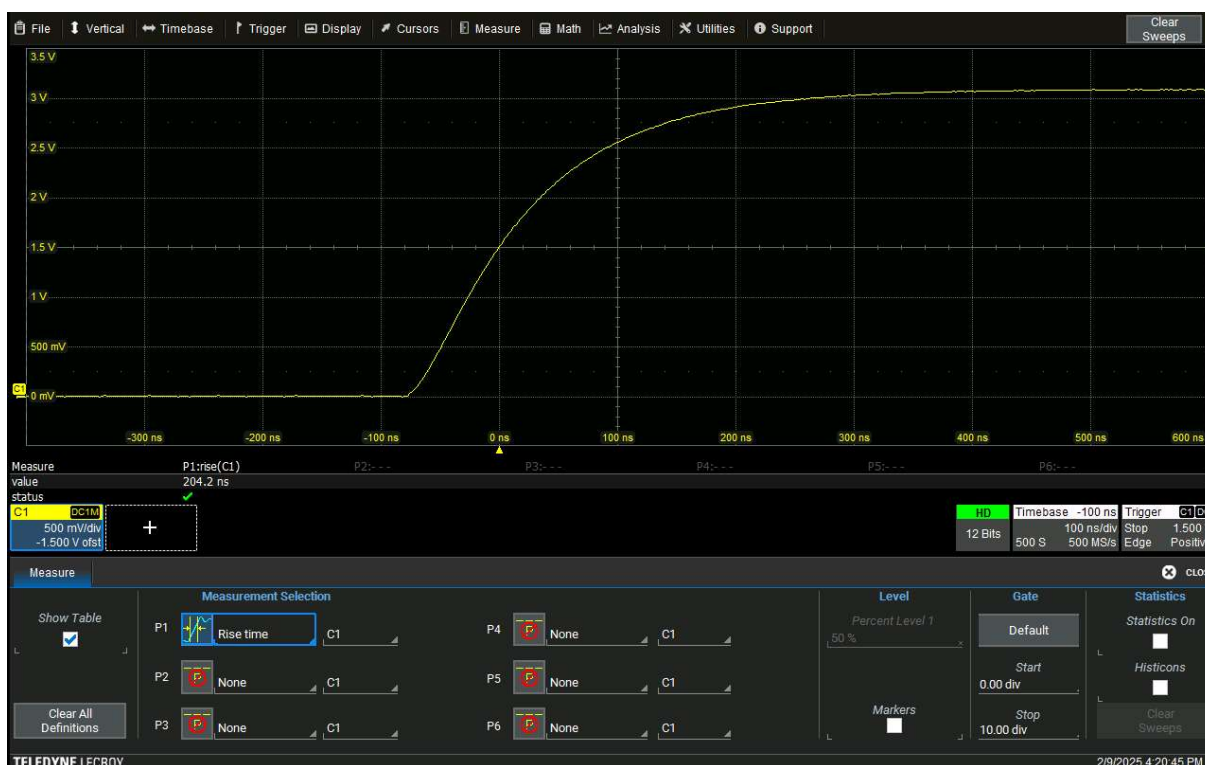 File Vertical Timebase Trigger Display Cursors Measure Math Analysis Utilities Support Clear Sweeps
3.5 V
3 V
2.5 V
2 V
1.5 V
1 V
500 mV
C1
0 mV
-300 ns -200 ns -100 ns 0 ns 100 ns 200 ns 300 ns 400 ns 500 ns 600 ns
Measure P1:rise(C1) P2:- - - P3:- - - P4:- - - P5:- - - P6:- - -
value 204.2 ns
status
C1 DC1M
500 mV/div
-1.500 V ofst
+
HD
12 Bits
Timebase -100 ns
100 ns/div
500 S 500 MS/s
Trigger C1 D
Stop 1.500
Edge Positiv
Measure
CLO
Measurement Selection
Level
Gate
Statistics
Show Table
P1 Rise time C1
P2 None C1
P3 None C1
P4 None C1
P5 None C1
P6 None C1
Percent Level 1
50 %
Markers
Default
Start
0.00 div
Stop
10.00 div
Statistics On
Histicons
Clear
Sweeps
Clear All
Definitions
TELEDYNE LECROY
2/9/2025 4:20:45 PM